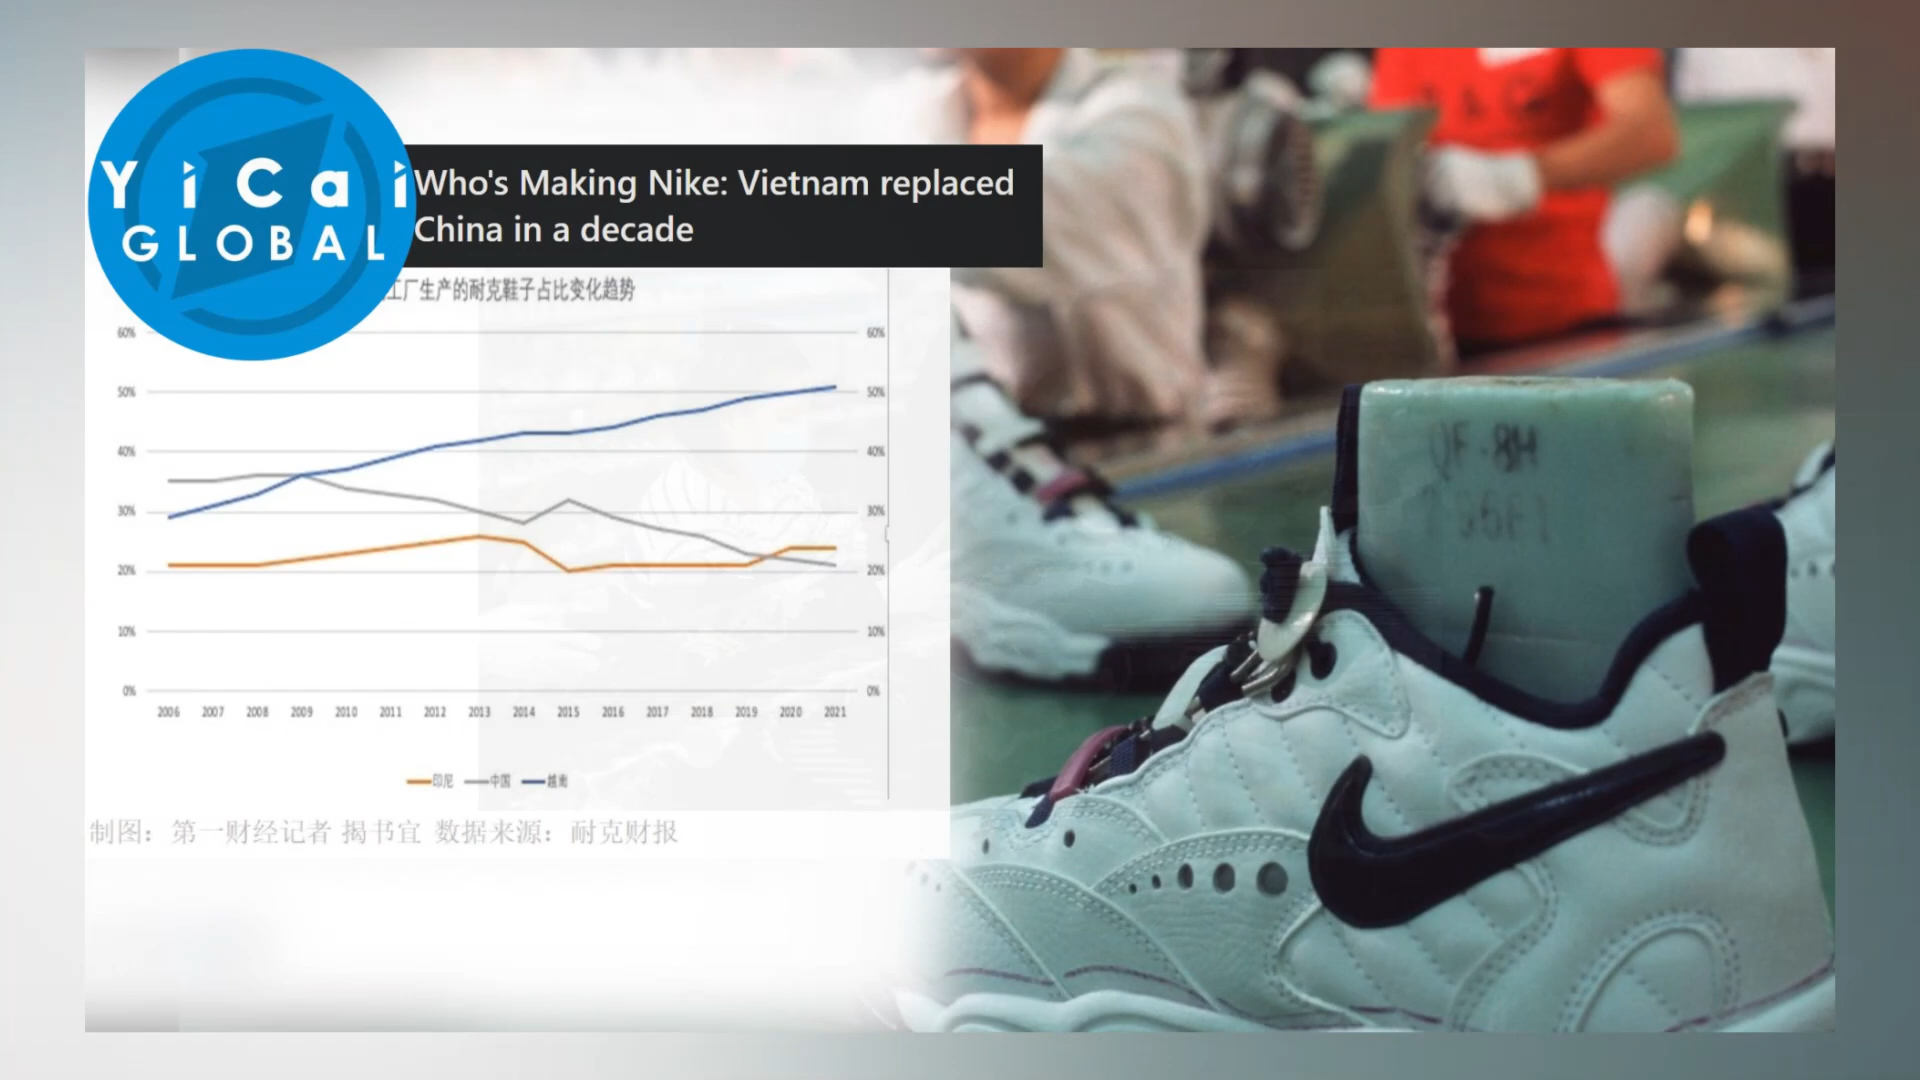 YiCai
GLOBAL
Who's Making Nike: Vietnam replaced
China in a decade
工厂生产的耐克鞋子占比变化趋势
60% 60%
50% 50%
40% 40%
30% 30%
20% 20%
10% 10%
0% 0%
2006 2007 2008 2009 2010 2011 2012 2013 2014 2015 2016 2017 2018 2019 2020 2021
印尼 中国 越南
制图：第一财经记者 揭书宜 数据来源：耐克财报
QF-8H